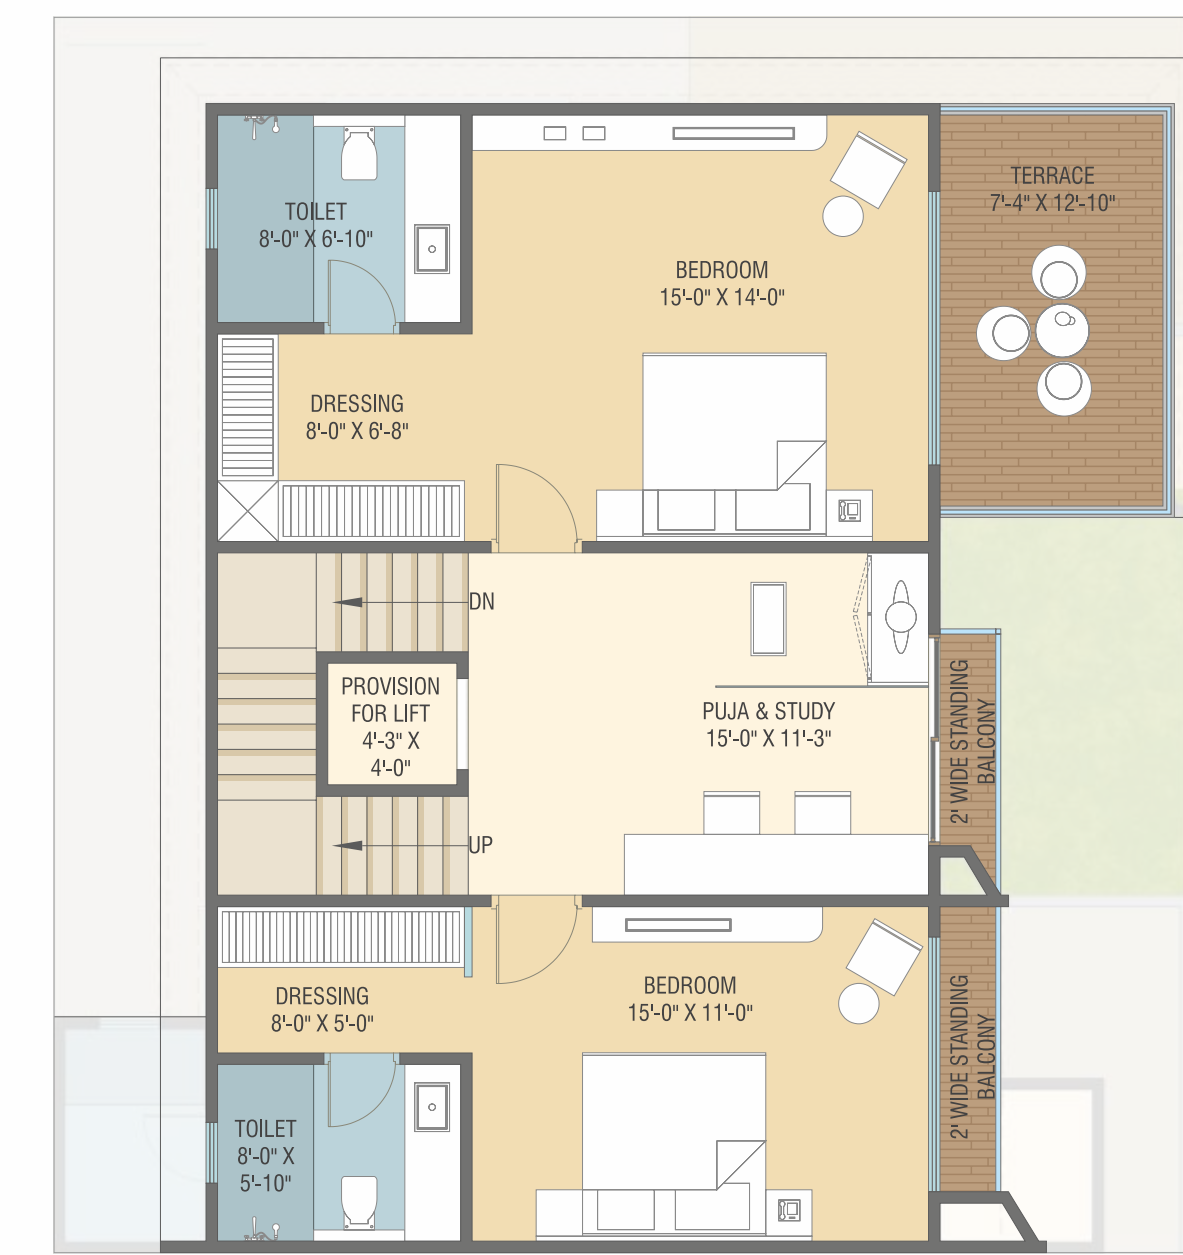 TOILET
8'-0" X 6'-10"
BEDROOM
15'-0" X 14'-0"
TERRACE
7'-4" X 12'-10"
DRESSING
8'-0" X 6'-8"
DN
PROVISION
FOR LIFT
4'-3" X
4'-0"
PUJA & STUDY
15'-0" X 11'-3"
2' WIDE STANDING
BALCONY
UP
DRESSING
8'-0" X 5'-0"
BEDROOM
15'-0" X 11'-0"
2' WIDE STANDING
BALCONY
TOILET
8'-0" X
5'-10"